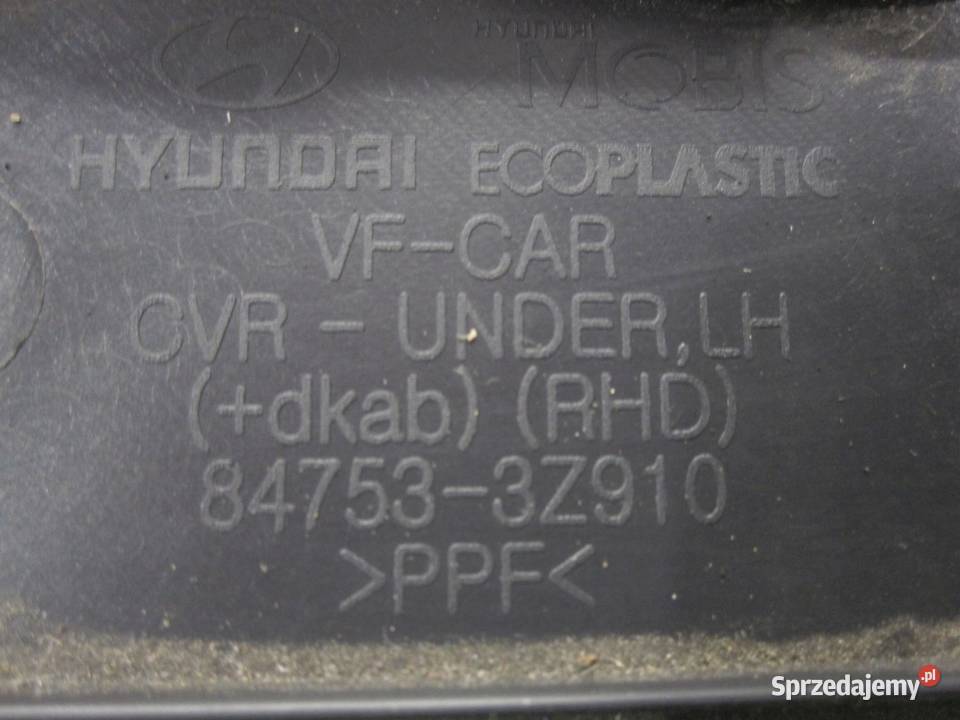 HYUNDAI
MOBIS
HYUNDAI ECOPLASTIC
VF-CAR
CVR - UNDER,LH
(+dkab) (RHD)
84753-3Z910
>PPF<
Sprzedajemy.pl